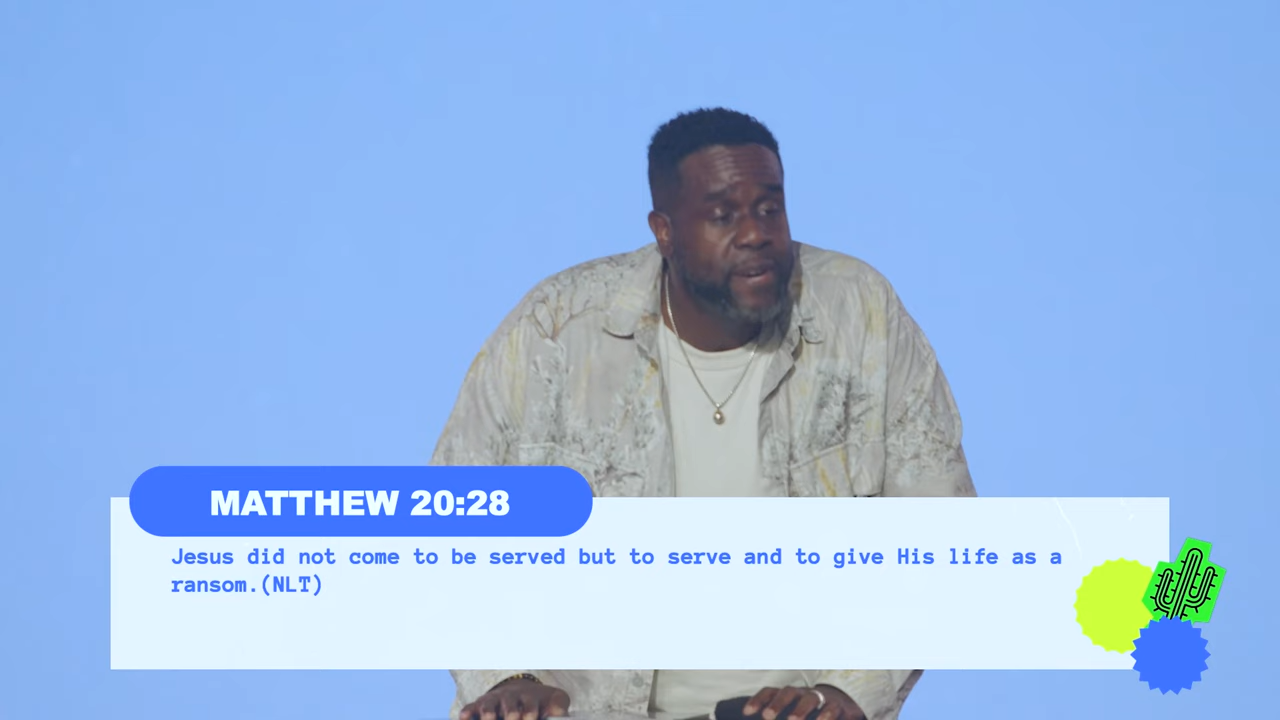 MATTHEW 20:28
Jesus did not come to be served but to serve and to give His life as a
ransom.(NLT)